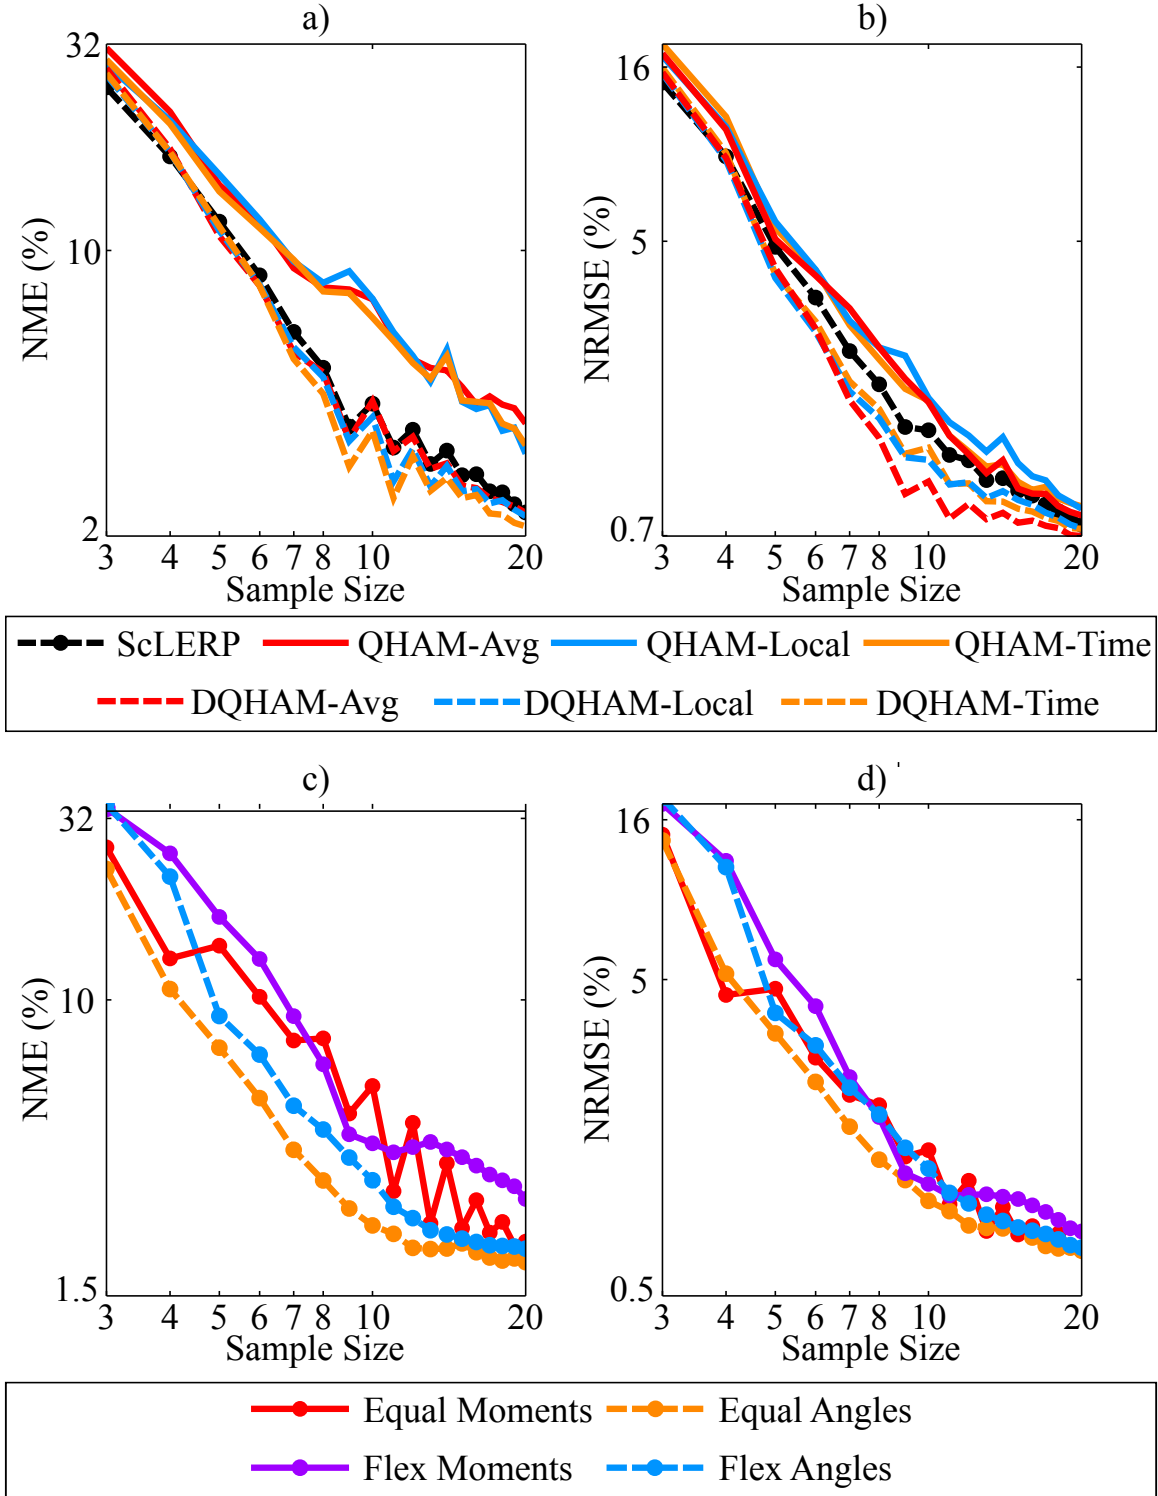 a)
b)
32
10
2
NME (%)
3 4 5 6 7 8 10 20
Sample Size
16
5
0.7
NRMSE (%)
3 4 5 6 7 8 10 20
Sample Size
ScLERP QHAM-Avg QHAM-Local QHAM-Time
DQHAM-Avg DQHAM-Local DQHAM-Time
c)
d)
32
10
1.5
NME (%)
3 4 5 6 7 8 10 20
Sample Size
16
5
0.5
NRMSE (%)
3 4 5 6 7 8 10 20
Sample Size
Equal Moments Equal Angles
Flex Moments Flex Angles